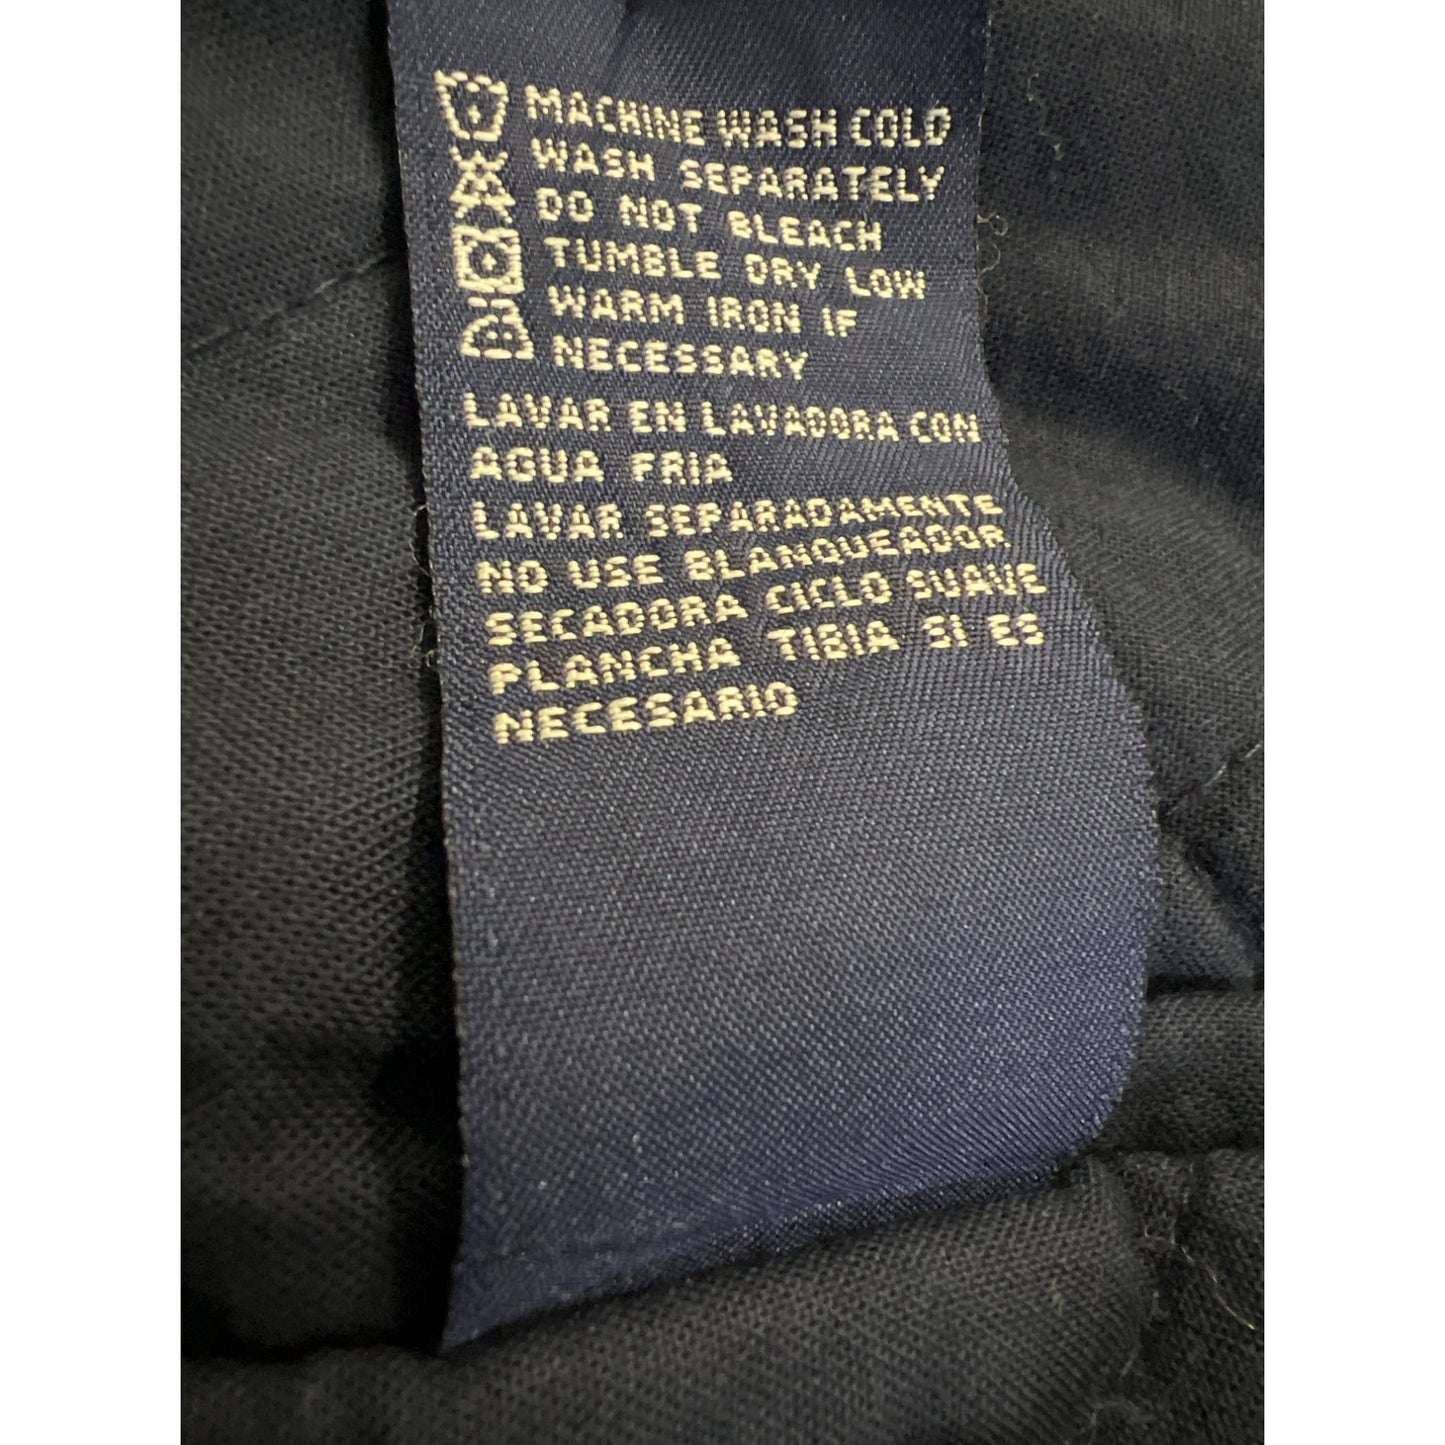 MACHINE WASH COLD
WASH SEPARATELY
DO NOT BLEACH
TUMBLE DRY LOW
WARM IRON IF
NECESSARY
LAVAR EN LAVADORA CON
AGUA FRIA
LAVAR SEPARADAMENTE
NO USE BLANQUEADOR
SECADORA CICLO SUAVE
PLANCHA TIBIA SI ES
NECESARIO